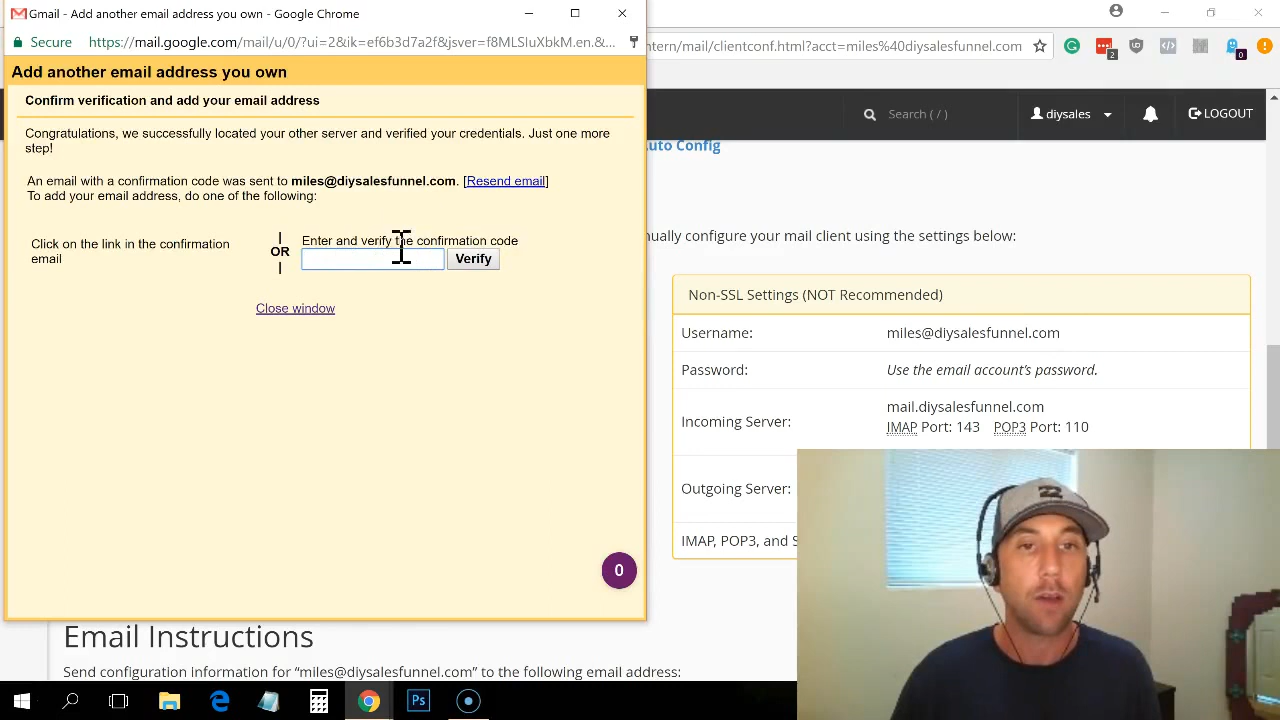 Gmail - Add another email address you own - Google Chrome
Secure
https://mail.google.com/mail/u/0/?ui=2&ik=ef6b3d7a2f&jsver=f8MLSIuXbkM.en.&...
tern/mail/clientconf.html?acct=miles%40diysalesfunnel.com
2
0
Add another email address you own
Confirm verification and add your email address
Search ( / )
diysales
LOGOUT
Congratulations, we successfully located your other server and verified your credentials. Just one more
step!
uto Config
An email with a confirmation code was sent to miles@diysalesfunnel.com. [Resend email]
To add your email address, do one of the following:
Click on the link in the confirmation
email
OR
Enter and verify the confirmation code
Verify
Close window
nually configure your mail client using the settings below:
Non-SSL Settings (NOT Recommended)
Username: miles@diysalesfunnel.com
Password: Use the email account's password.
Incoming Server: mail.diysalesfunnel.com
IMAP Port: 143 POP3 Port: 110
Outgoing Server:
IMAP, POP3, and S
0
Email Instructions
Send configuration information for “miles@diysalesfunnel.com” to the following email address:
Ps